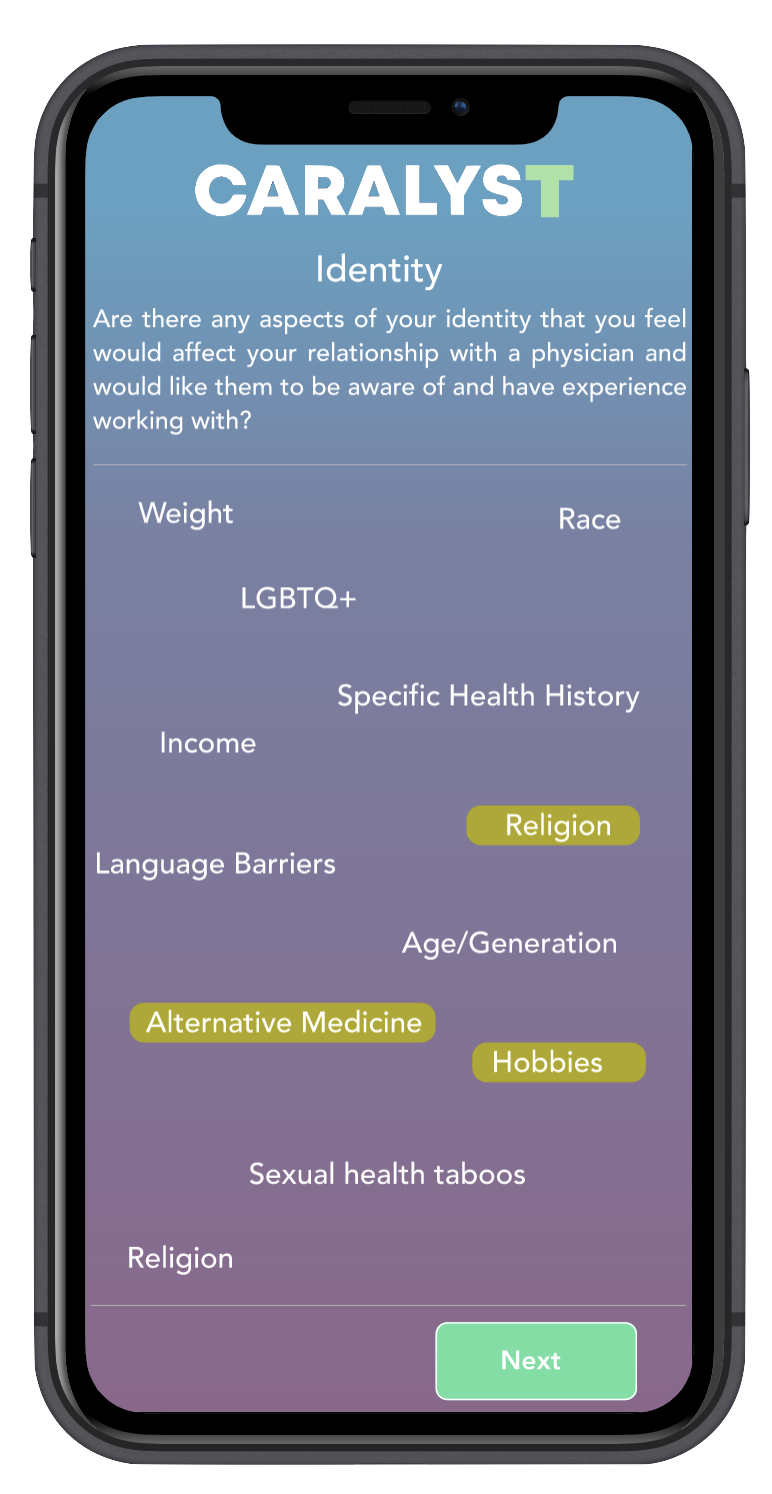 CARALYST
Identity
Are there any aspects of your identity that you feel
would affect your relationship with a physician and
would like them to be aware of and have experience
working with?
Weight
Race
LGBTQ+
Specific Health History
Income
Religion
Language Barriers
Age/Generation
Alternative Medicine
Hobbies
Sexual health taboos
Religion
Next